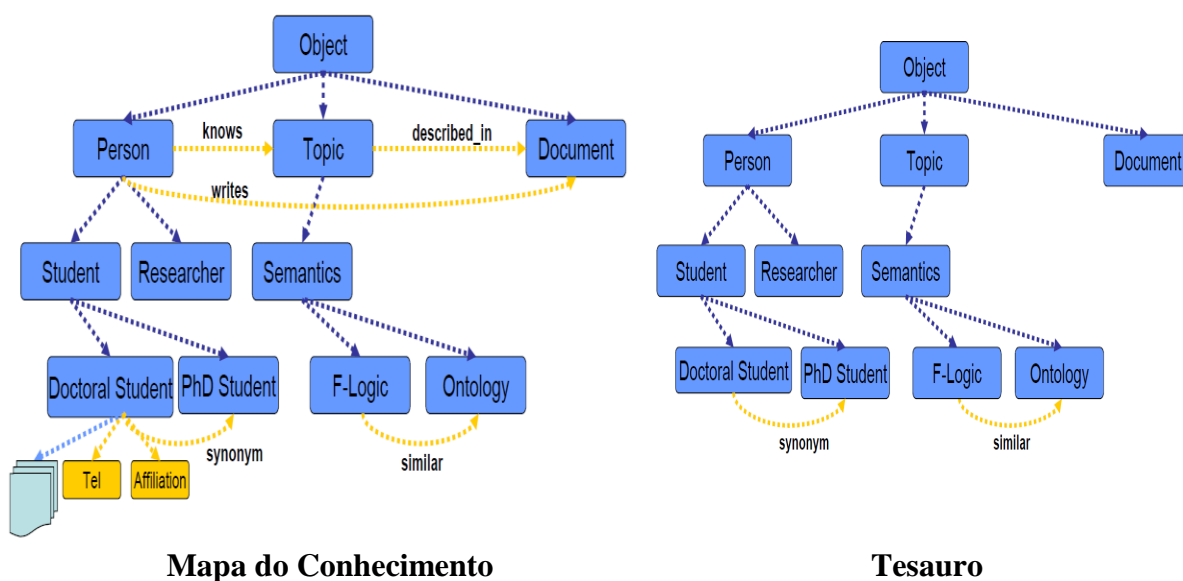 Object
knows
described_in
Person
Topic
Document
writes
Student
Researcher
Semantics
Doctoral Student
PhD Student
F-Logic
Ontology
synonym
similar
Tel
Affiliation
Mapa do Conhecimento
Object
Person
Topic
Document
Student
Researcher
Semantics
Doctoral Student
PhD Student
F-Logic
Ontology
synonym
similar
Tesauro